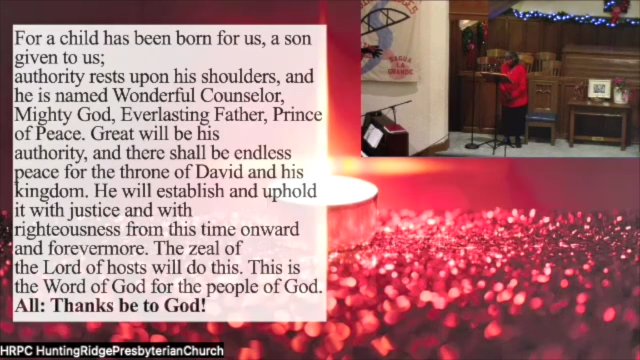 For a child has been born for us, a son
given to us;
authority rests upon his shoulders, and
he is named Wonderful Counselor,
Mighty God, Everlasting Father, Prince
of Peace. Great will be his
authority, and there shall be endless
peace for the throne of David and his
kingdom. He will establish and uphold
it with justice and with
righteousness from this time onward
and forevermore. The zeal of
the Lord of hosts will do this. This is
the Word of God for the people of God.
All: Thanks be to God!
SAGUA
LA
GRANDE
HRPC HuntingRidgePresbyterianChurch